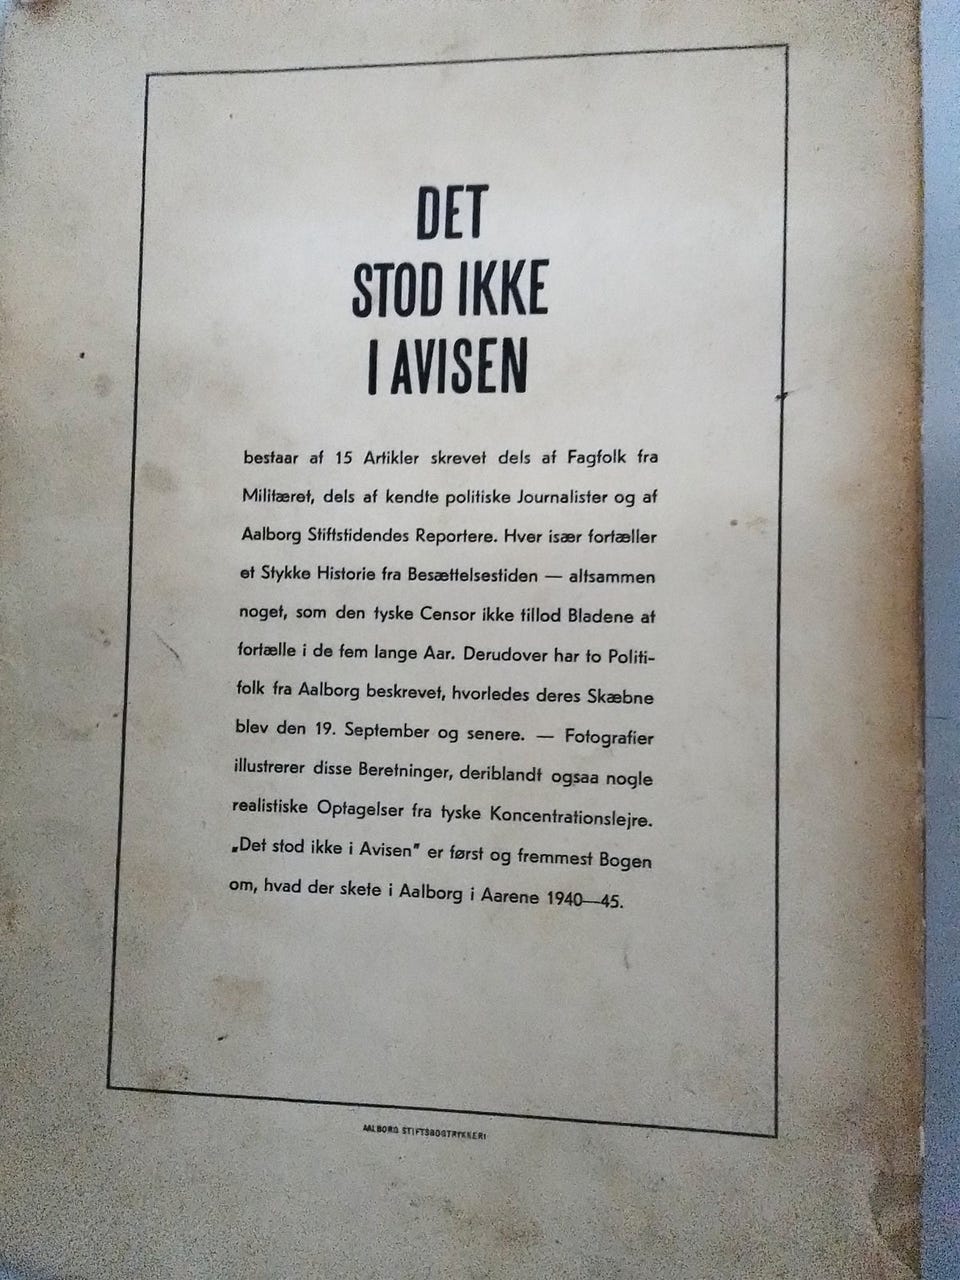 DET
STOD IKKE
I AVISEN
bestaar af 15 Artikler skrevet dels af Fagfolk fra
Militæret, dels af kendte politiske Journalister og af
Aalborg Stiftstidendes Reportere. Hver især fortæller
et Stykke Historie fra Besættelsestiden — altsammen
noget, som den tyske Censor ikke tillod Bladene at
fortælle i de fem lange Aar. Derudover har to Politi-
folk fra Aalborg beskrevet, hvorledes deres Skæbne
blev den 19. September og senere. — Fotografier
illustrerer disse Beretninger, deriblandt ogsaa nogle
realistiske Optagelser fra tyske Koncentrationslejre.
„Det stod ikke i Avisen" er først og fremmest Bogen
om, hvad der skete i Aalborg i Aarene 1940—45.
AALBORG STIFTSBOGTRYKKERI